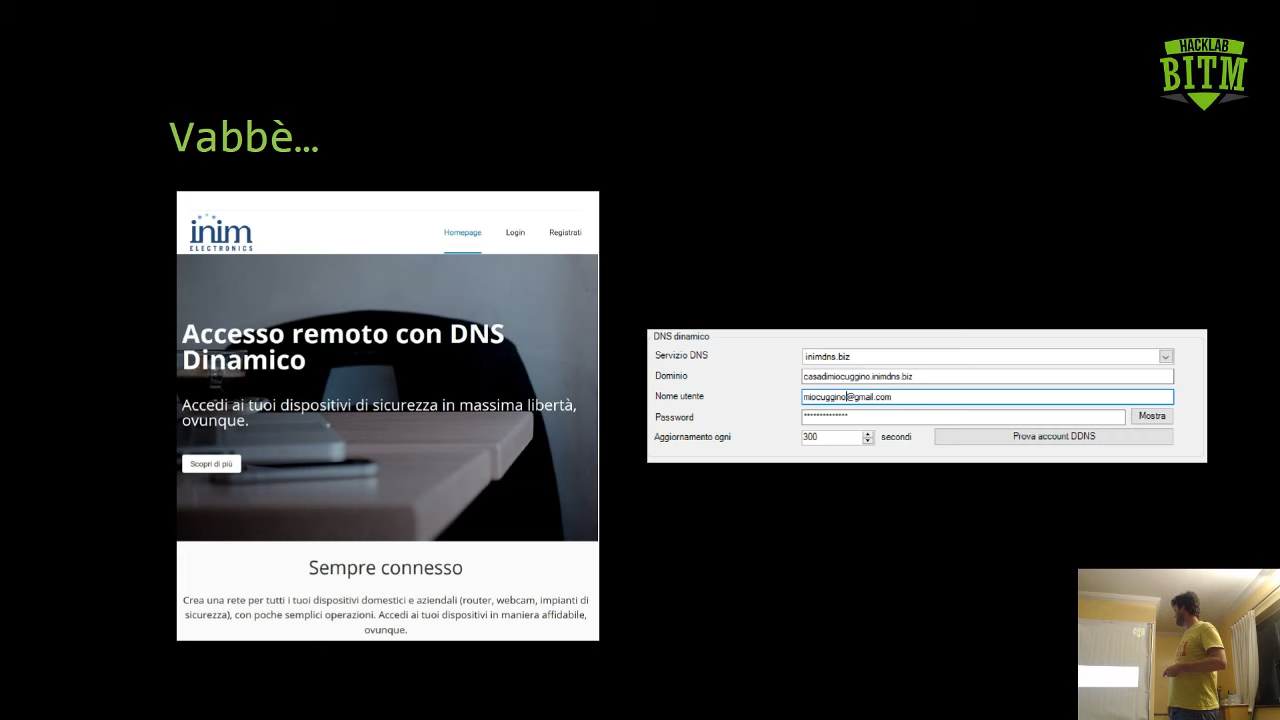 HACKLAB
BITM
Vabbè...
inim
ELECTRONICS
Homepage
Login
Registrati
Accesso remoto con DNS
Dinamico
Accedi ai tuoi dispositivi di sicurezza in massima libertà,
ovunque.
Scopri di più
Sempre connesso
Crea una rete per tutti i tuoi dispositivi domestici e aziendali (router, webcam, impianti di
sicurezza), con poche semplici operazioni. Accedi ai tuoi dispositivi in maniera affidabile,
ovunque.
DNS dinamico
Servizio DNS inimdns.biz
Dominio casadimiocuggino.inimdns.biz
Nome utente miocuggino@gmail.com
Password ************** Mostra
Aggiornamento ogni 300 secondi Prova account DDNS